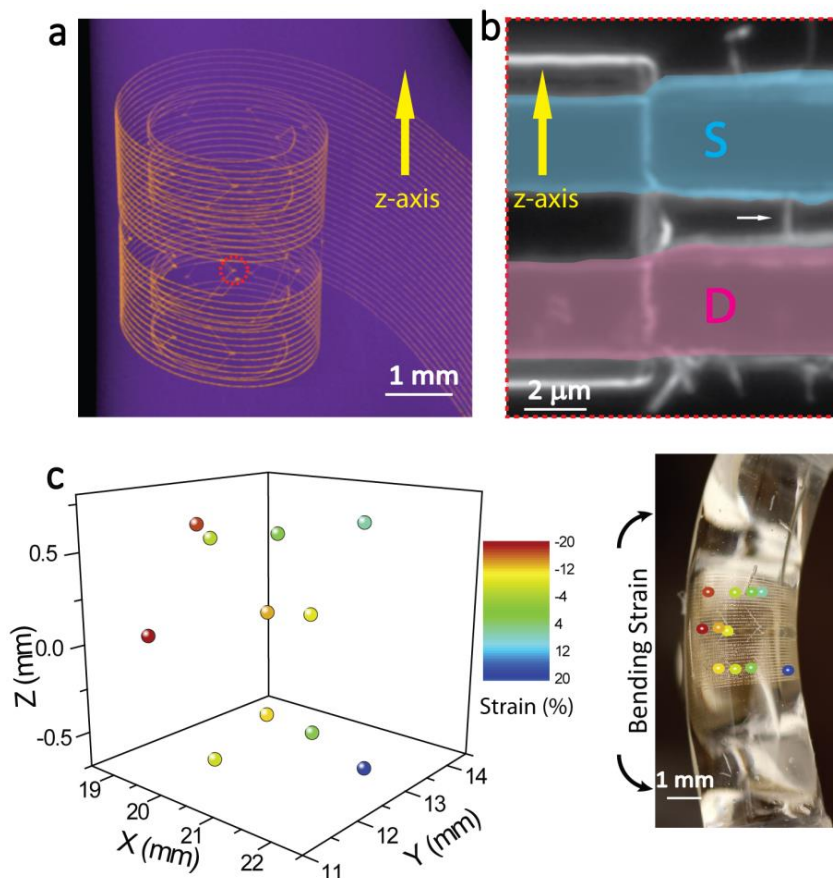 a
z-axis
1 mm
b
z-axis
S
D
2 μm
c
0.5
0.0
-0.5
Z (mm)
19
20
21
22
X (mm)
11
12
13
14
Y (mm)
-20
-12
-4
4
12
20
Strain (%)
Bending Strain
1 mm